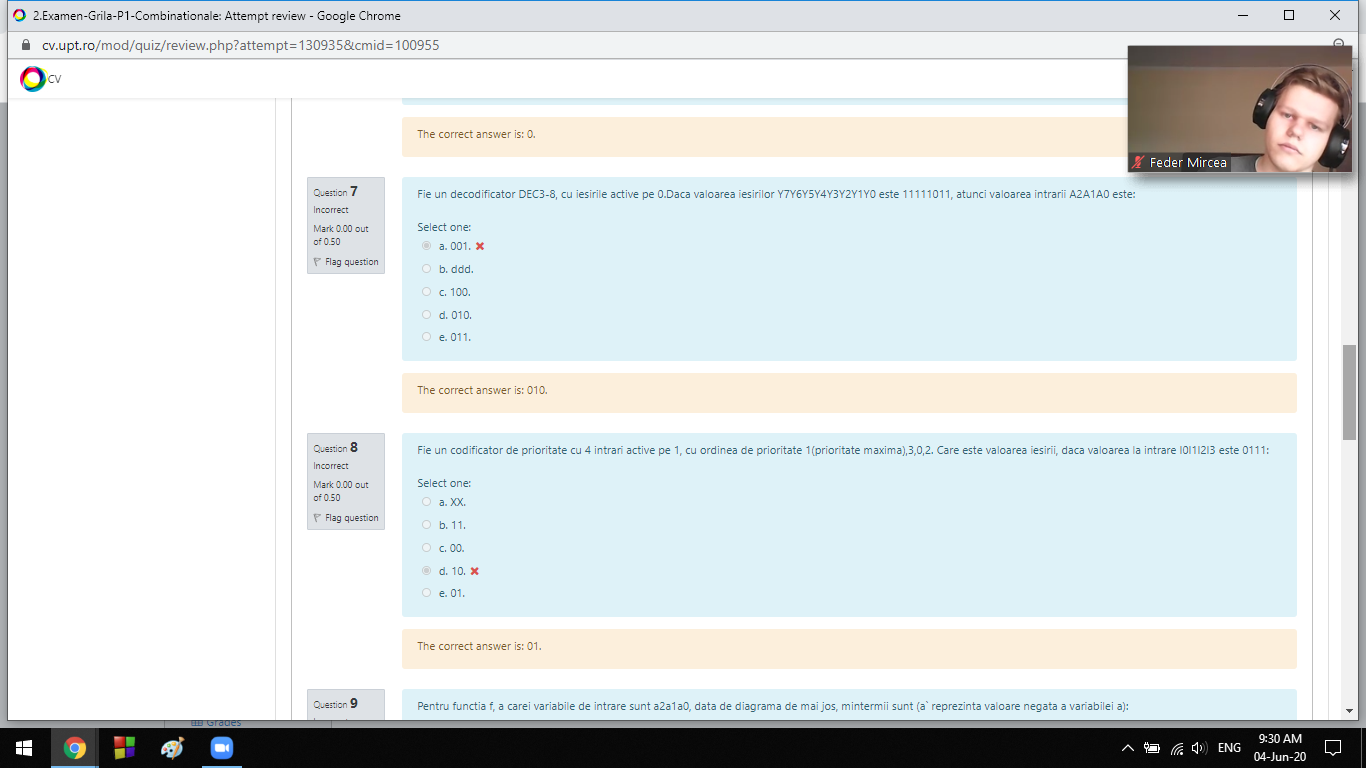 2.Examen-Grila-P1-Combinationale: Attempt review - Google Chrome
cv.upt.ro/mod/quiz/review.php?attempt=130935&cmid=100955
CV
The correct answer is: 0.
Feder Mircea
Question 7
Incorrect
Mark 0.00 out
of 0.50
Flag question
Fie un decodificator DEC3-8, cu iesirile active pe 0.Daca valoarea iesirilor Y7Y6Y5Y4Y3Y2Y1Y0 este 11111011, atunci valoarea intrarii A2A1A0 este:
Select one:
a. 001.
b. ddd.
c. 100.
d. 010.
e. 011.
The correct answer is: 010.
Question 8
Incorrect
Mark 0.00 out
of 0.50
Flag question
Fie un codificator de prioritate cu 4 intrari active pe 1, cu ordinea de prioritate 1(prioritate maxima),3,0,2. Care este valoarea iesirii, daca valoarea la intrare I0I1I2I3 este 0111:
Select one:
a. XX.
b. 11.
c. 00.
d. 10.
e. 01.
The correct answer is: 01.
Question 9
Pentru functia f, a carei variabile de intrare sunt a2a1a0, data de diagrama de mai jos, mintermii sunt (a` reprezinta valoare negata a variabilei a):
Grades
ENG
9:30 AM
04-Jun-20